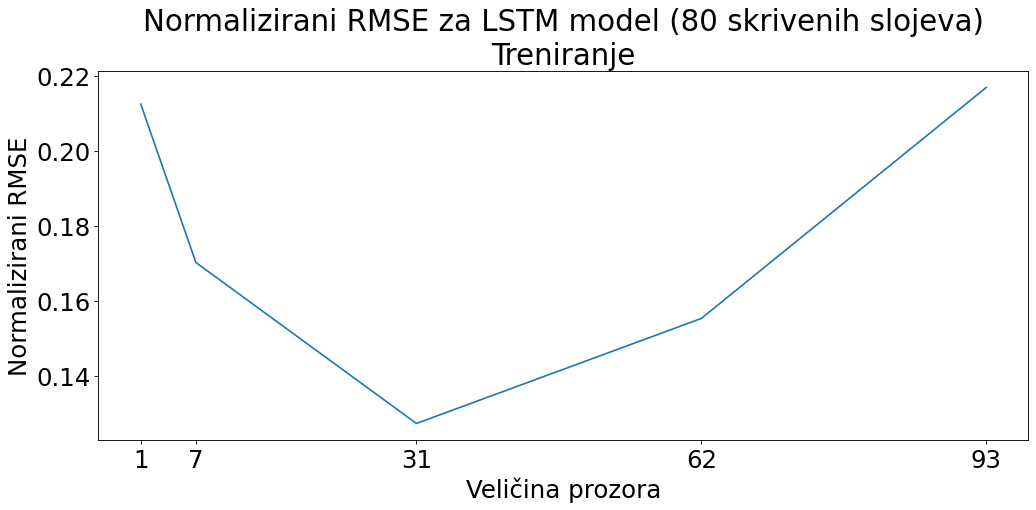 Normalizirani RMSE za LSTM model (80 skrivenih slojeva)
Treniranje
Normalizirani RMSE
0.22
0.20
0.18
0.16
0.14
1 7 31 62 93
Veličina prozora